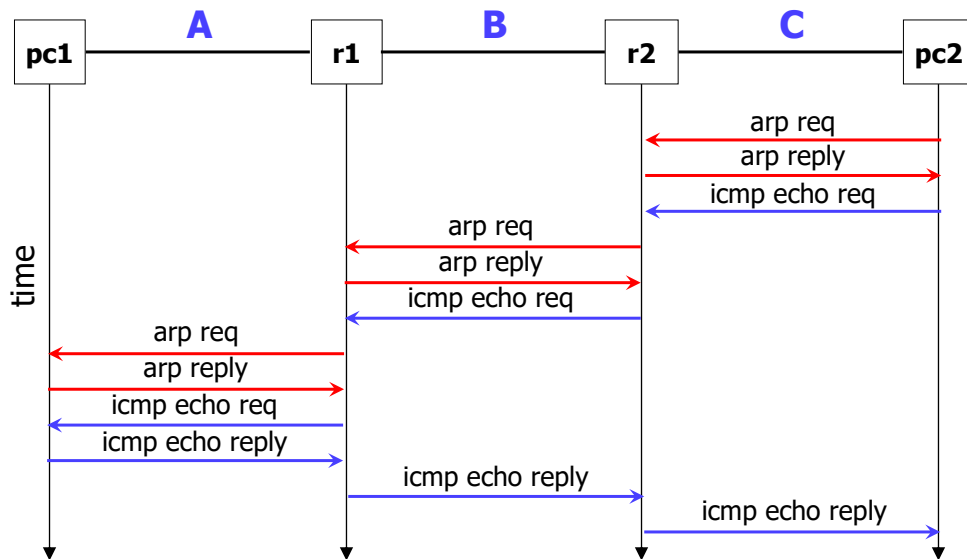 A
B
C
pc1
r1
r2
pc2
arp req
arp reply
icmp echo req
arp req
arp reply
icmp echo req
time
arp req
arp reply
icmp echo req
icmp echo reply
icmp echo reply
icmp echo reply